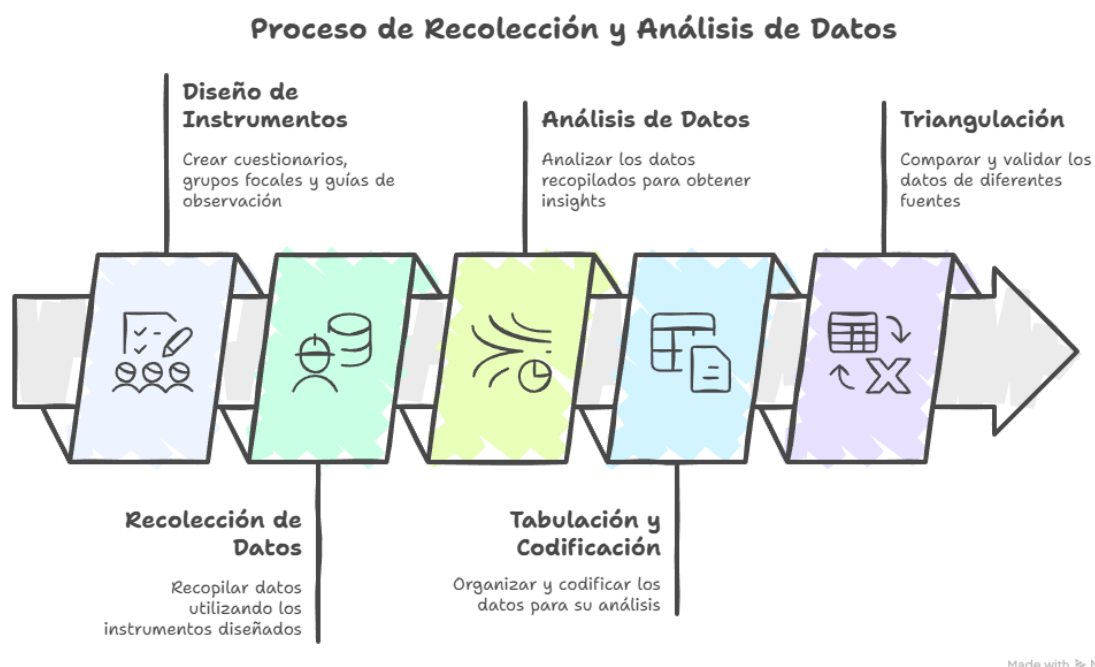 Proceso de Recolección y Análisis de Datos
Diseño de
Instrumentos
Crear cuestionarios,
grupos focales y guías de
observación
Análisis de Datos
Analizar los datos
recopilados para obtener
insights
Triangulación
Comparar y validar los
datos de diferentes
fuentes
Recolección de
Datos
Recopilar datos
utilizando los
instrumentos diseñados
Tabulación y
Codificación
Organizar y codificar los
datos para su análisis
Made with